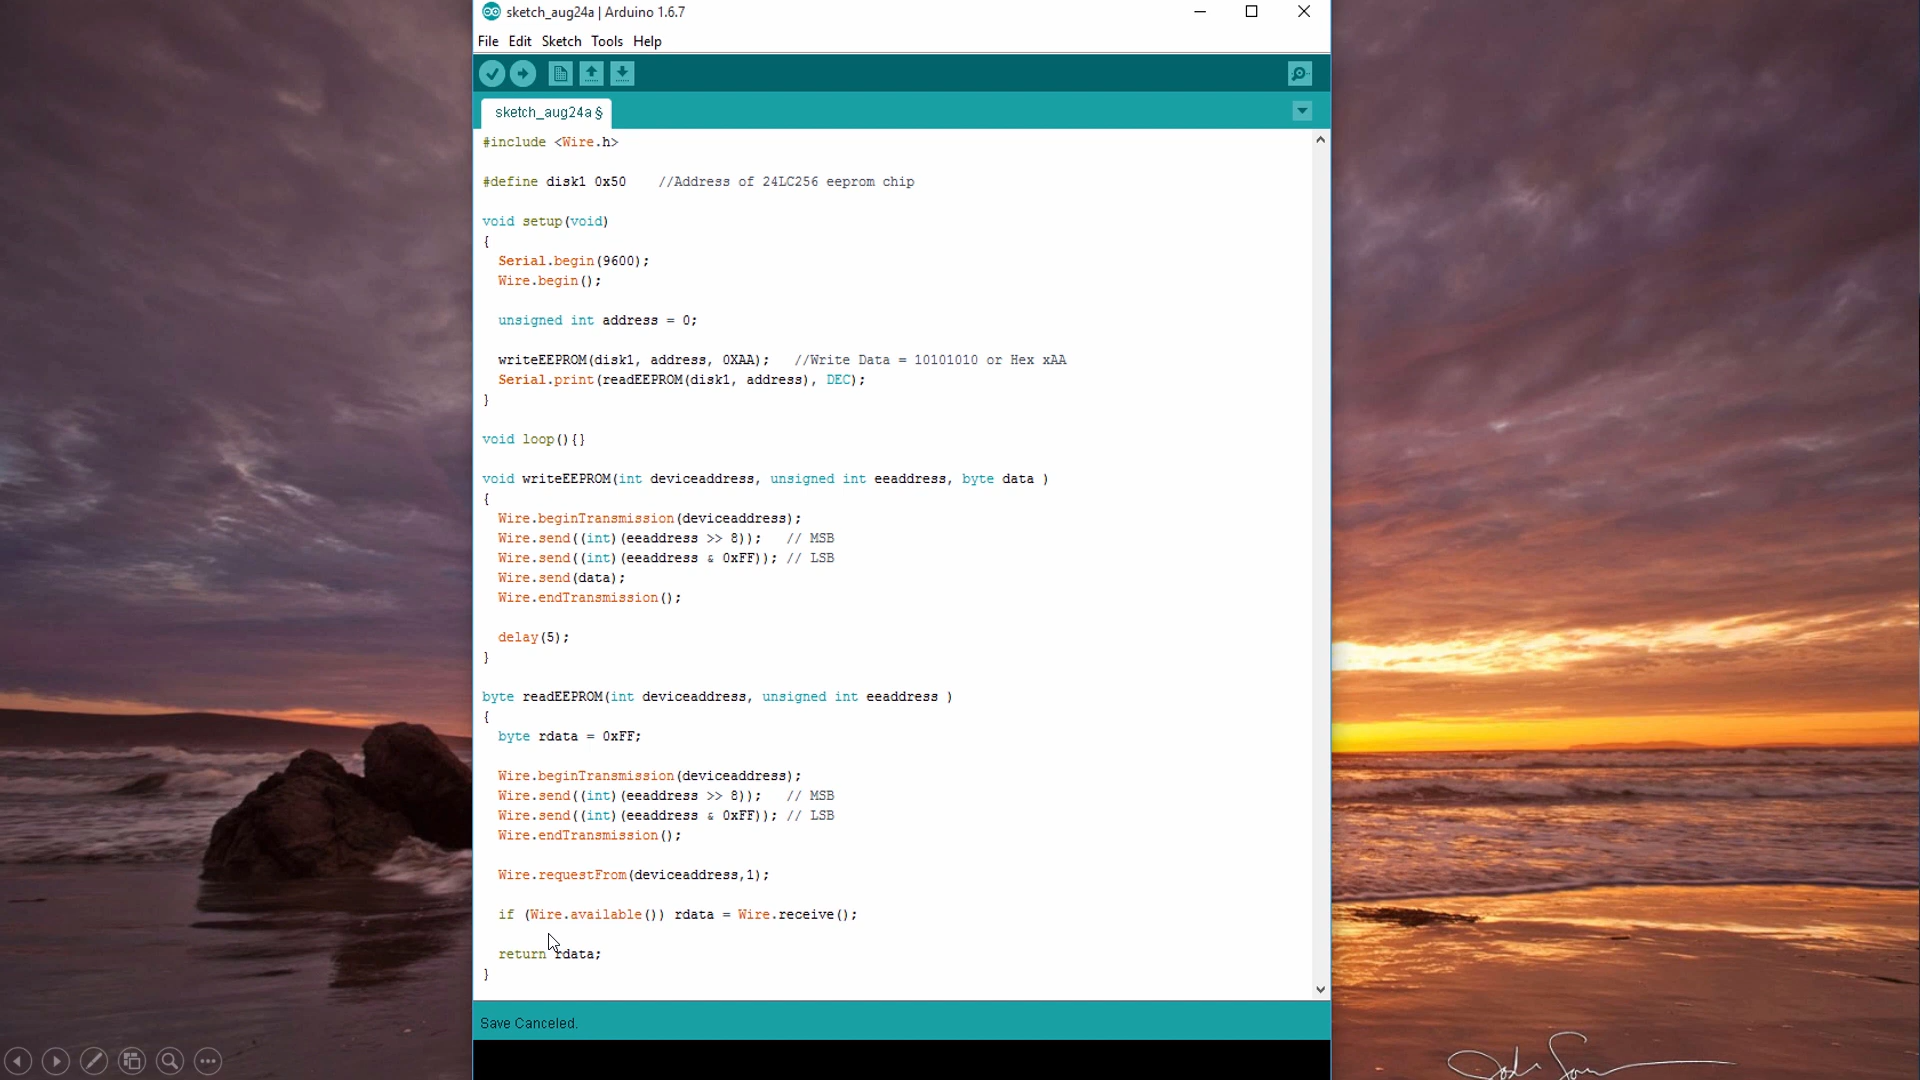 sketch_aug24a | Arduino 1.6.7
File Edit Sketch Tools Help
sketch_aug24a §
#include <Wire.h>
#define disk1 0x50    //Address of 24LC256 eeprom chip
void setup(void)
{
  Serial.begin(9600);
  Wire.begin();
  unsigned int address = 0;
  writeEEPROM(disk1, address, 0XAA);   //Write Data = 10101010 or Hex xAA
  Serial.print(readEEPROM(disk1, address), DEC);
}
void loop(){}
void writeEEPROM(int deviceaddress, unsigned int eeaddress, byte data )
{
  Wire.beginTransmission(deviceaddress);
  Wire.send((int)(eeaddress >> 8));   // MSB
  Wire.send((int)(eeaddress & 0xFF)); // LSB
  Wire.send(data);
  Wire.endTransmission();
  delay(5);
}
byte readEEPROM(int deviceaddress, unsigned int eeaddress )
{
  byte rdata = 0xFF;
  Wire.beginTransmission(deviceaddress);
  Wire.send((int)(eeaddress >> 8));   // MSB
  Wire.send((int)(eeaddress & 0xFF)); // LSB
  Wire.endTransmission();
  Wire.requestFrom(deviceaddress,1);
  if (Wire.available()) rdata = Wire.receive();
  return rdata;
}
Save Canceled.